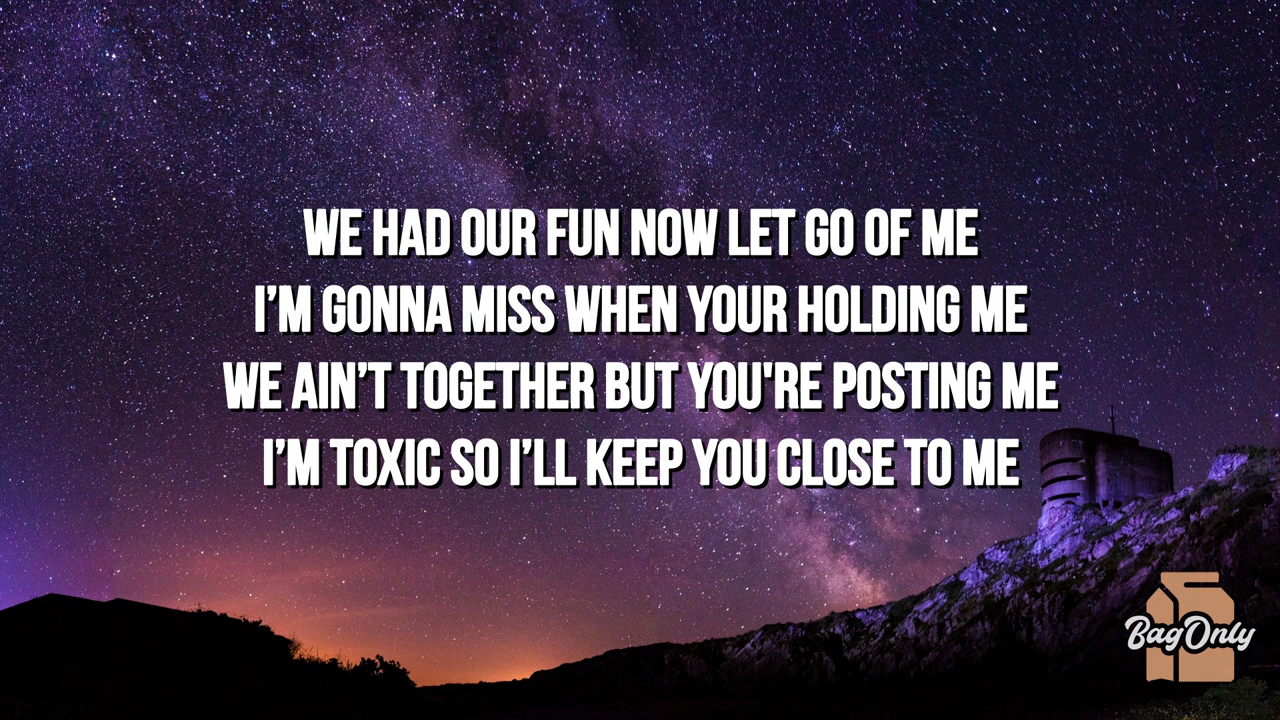 WE HAD OUR FUN NOW LET GO OF ME
I’M GONNA MISS WHEN YOUR HOLDING ME
WE AIN’T TOGETHER BUT YOU'RE POSTING ME
I’M TOXIC SO I’LL KEEP YOU CLOSE TO ME
BagOnly